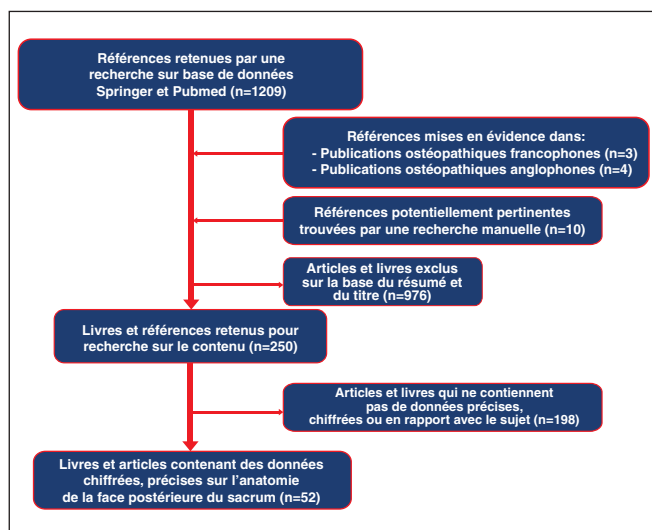 Références retenues par une
recherche sur base de données
Springer et Pubmed (n=1209)
Références mises en évidence dans:
- Publications ostéopathiques francophones (n=3)
- Publications ostéopathiques anglophones (n=4)
Références potentiellement pertinentes
trouvées par une recherche manuelle (n=10)
Articles et livres exclus
sur la base du résumé et
du titre (n=976)
Livres et références retenus pour
recherche sur le contenu (n=250)
Articles et livres qui ne contiennent
pas de données précises,
chiffrées ou en rapport avec le sujet (n=198)
Livres et articles contenant des données
chiffrées, précises sur l’anatomie
de la face postérieure du sacrum (n=52)